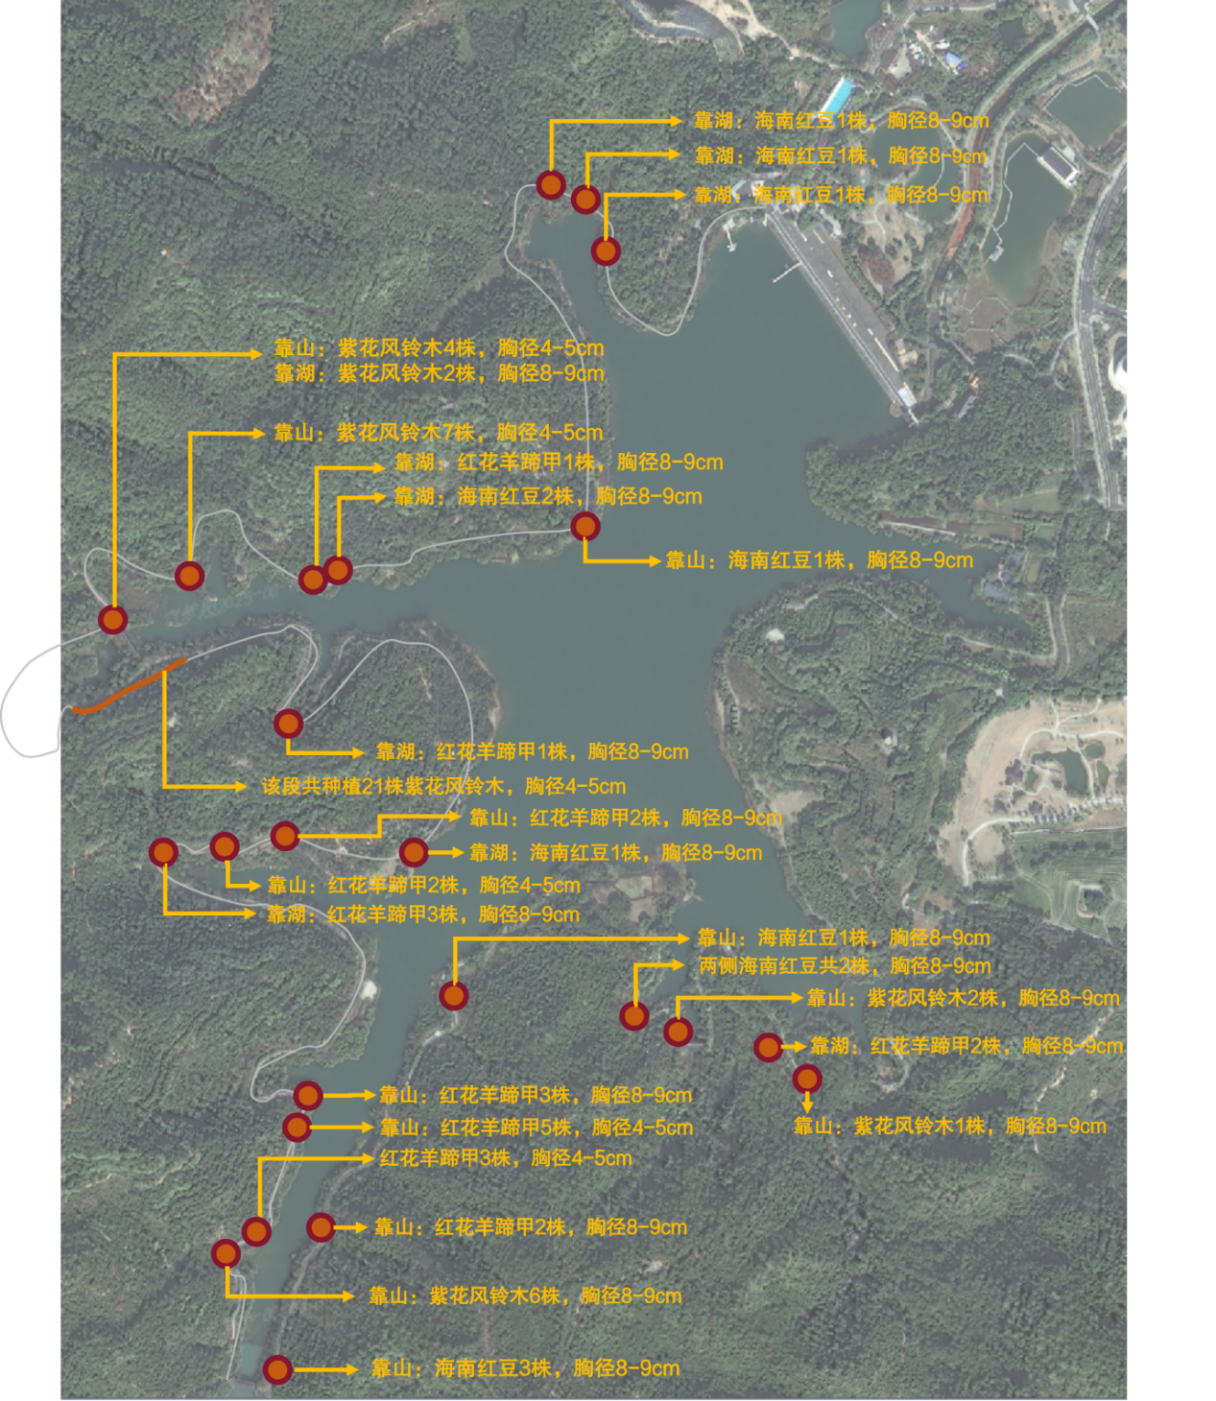 靠湖：海南红豆1株，胸径8-9cm
靠湖：海南红豆1株，胸径8-9cm
靠湖：海南红豆1株，胸径8-9cm
靠山：紫花风铃木4株，胸径4-5cm
靠湖：紫花风铃木2株，胸径8-9cm
靠山：紫花风铃木7株，胸径4-5cm
靠湖：红花羊蹄甲1株，胸径8-9cm
靠湖：海南红豆2株，胸径8-9cm
靠山：海南红豆1株，胸径8-9cm
靠湖：红花羊蹄甲1株，胸径8-9cm
该段共种植21株紫花风铃木，胸径4-5cm
靠山：红花羊蹄甲2株，胸径8-9cm
靠湖：海南红豆1株，胸径8-9cm
靠山：红花羊蹄甲2株，胸径4-5cm
靠湖：红花羊蹄甲3株，胸径8-9cm
靠山：海南红豆1株，胸径8-9cm
两侧海南红豆共2株，胸径8-9cm
靠山：紫花风铃木2株，胸径8-9cm
靠湖：红花羊蹄甲2株，胸径8-9cm
靠山：红花羊蹄甲3株，胸径8-9cm
靠山：紫花风铃木1株，胸径8-9cm
靠山：红花羊蹄甲5株，胸径4-5cm
红花羊蹄甲3株，胸径4-5cm
靠山：红花羊蹄甲2株，胸径8-9cm
靠山：紫花风铃木6株，胸径8-9cm
靠山：海南红豆3株，胸径8-9cm